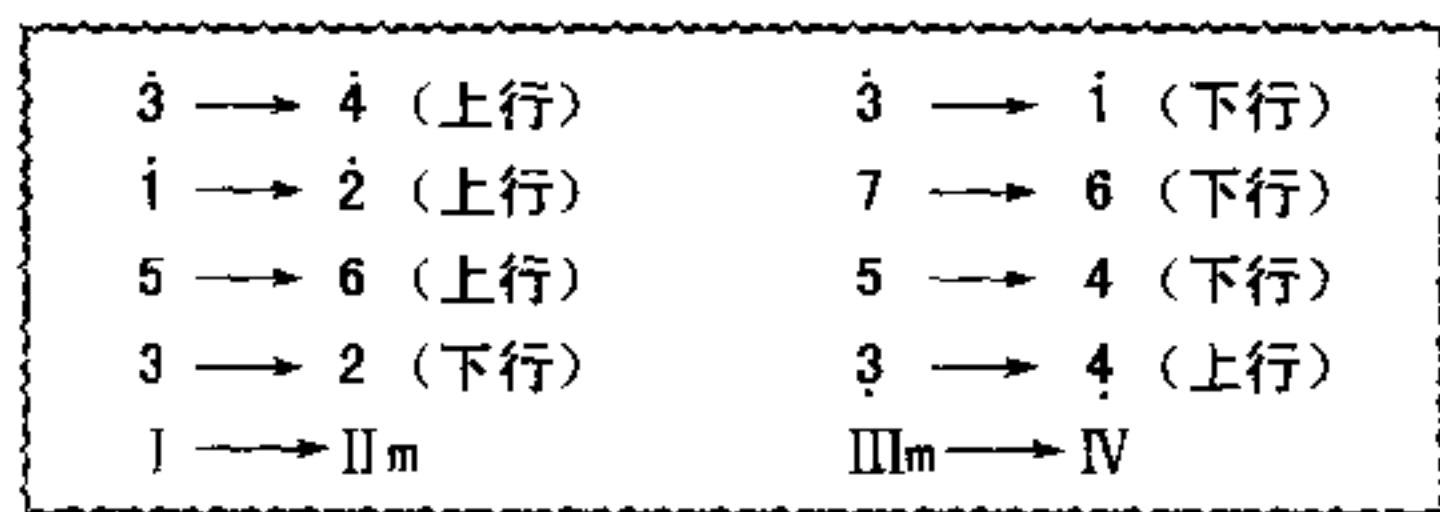 3̇ → 4̇ (上行) 3̇ → 1̇ (下行)
1̇ → 2̇ (上行) 7 → 6 (下行)
5 → 6 (上行) 5 → 4 (下行)
3 → 2 (下行) 3̣ → 4̣ (上行)
Ⅰ → Ⅱm Ⅲm → Ⅳ